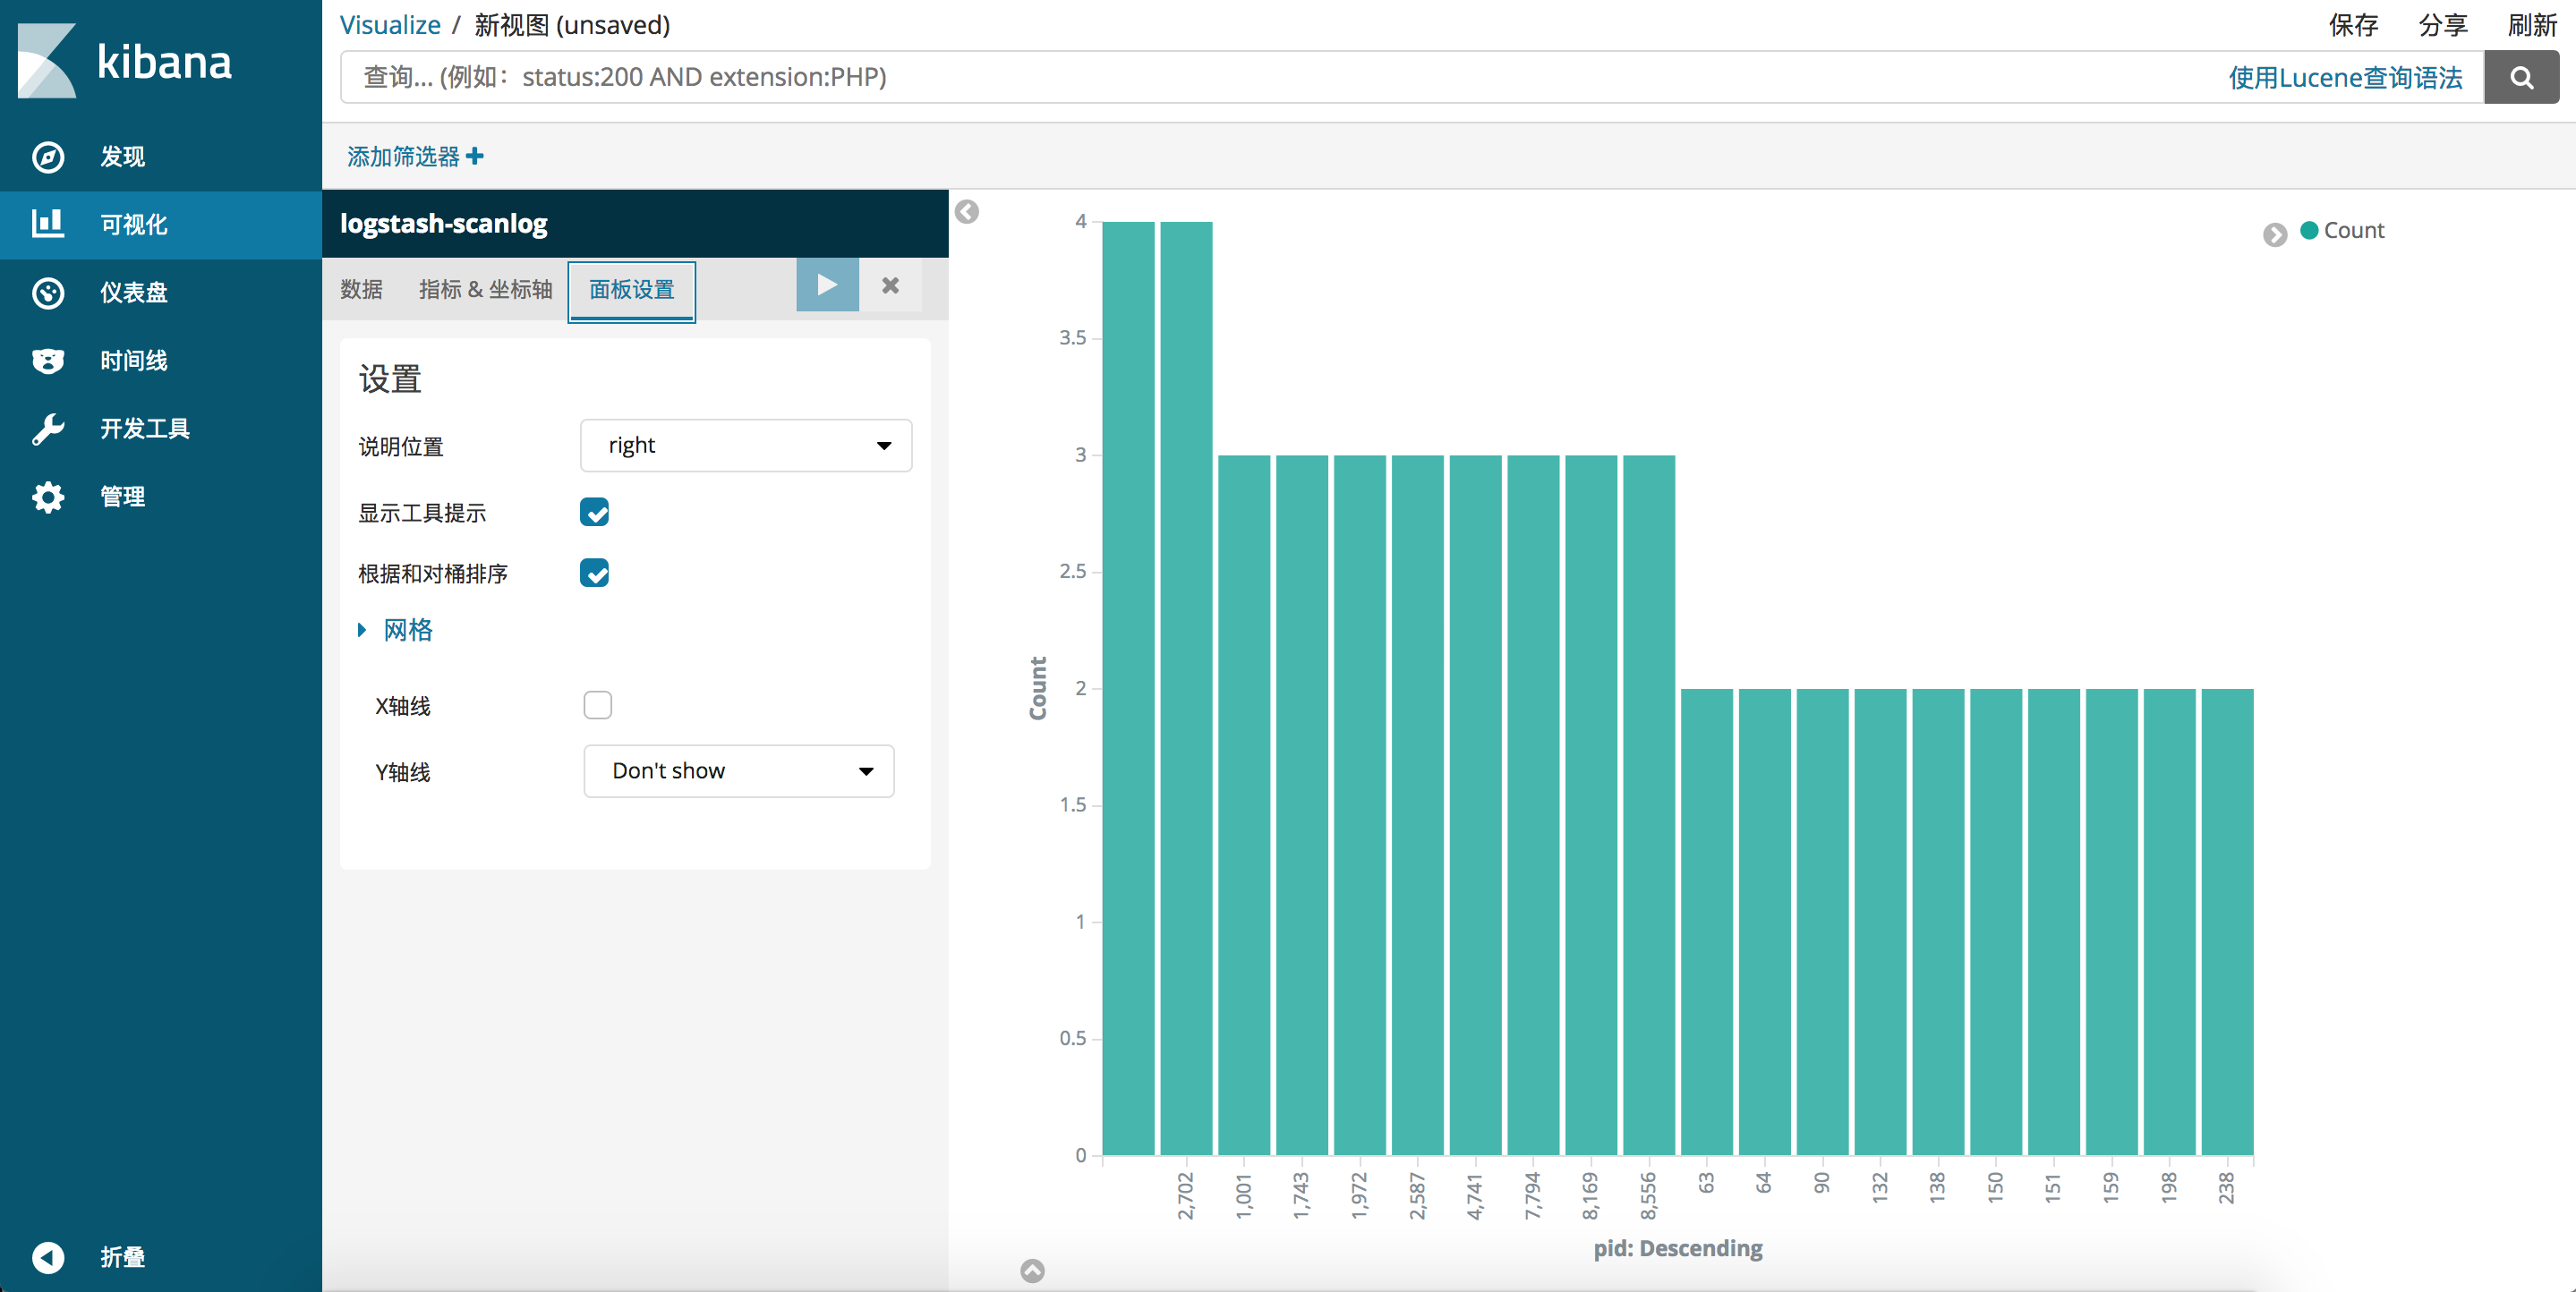 kibana
发现
可视化
仪表盘
时间线
开发工具
管理
折叠
Visualize / 新视图 (unsaved)
保存 分享 刷新
查询... (例如：status:200 AND extension:PHP) 使用Lucene查询语法
添加筛选器
logstash-scanlog
数据 指标 & 坐标轴 面板设置
设置
说明位置 right
显示工具提示
根据和对桶排序
网格
X轴线
Y轴线 Don't show
Count
4
3.5
3
2.5
2
1.5
1
0.5
0
Count
2,702 1,001 1,743 1,972 2,587 4,741 7,794 8,169 8,556 63 64 90 132 138 150 151 159 198 238
pid: Descending